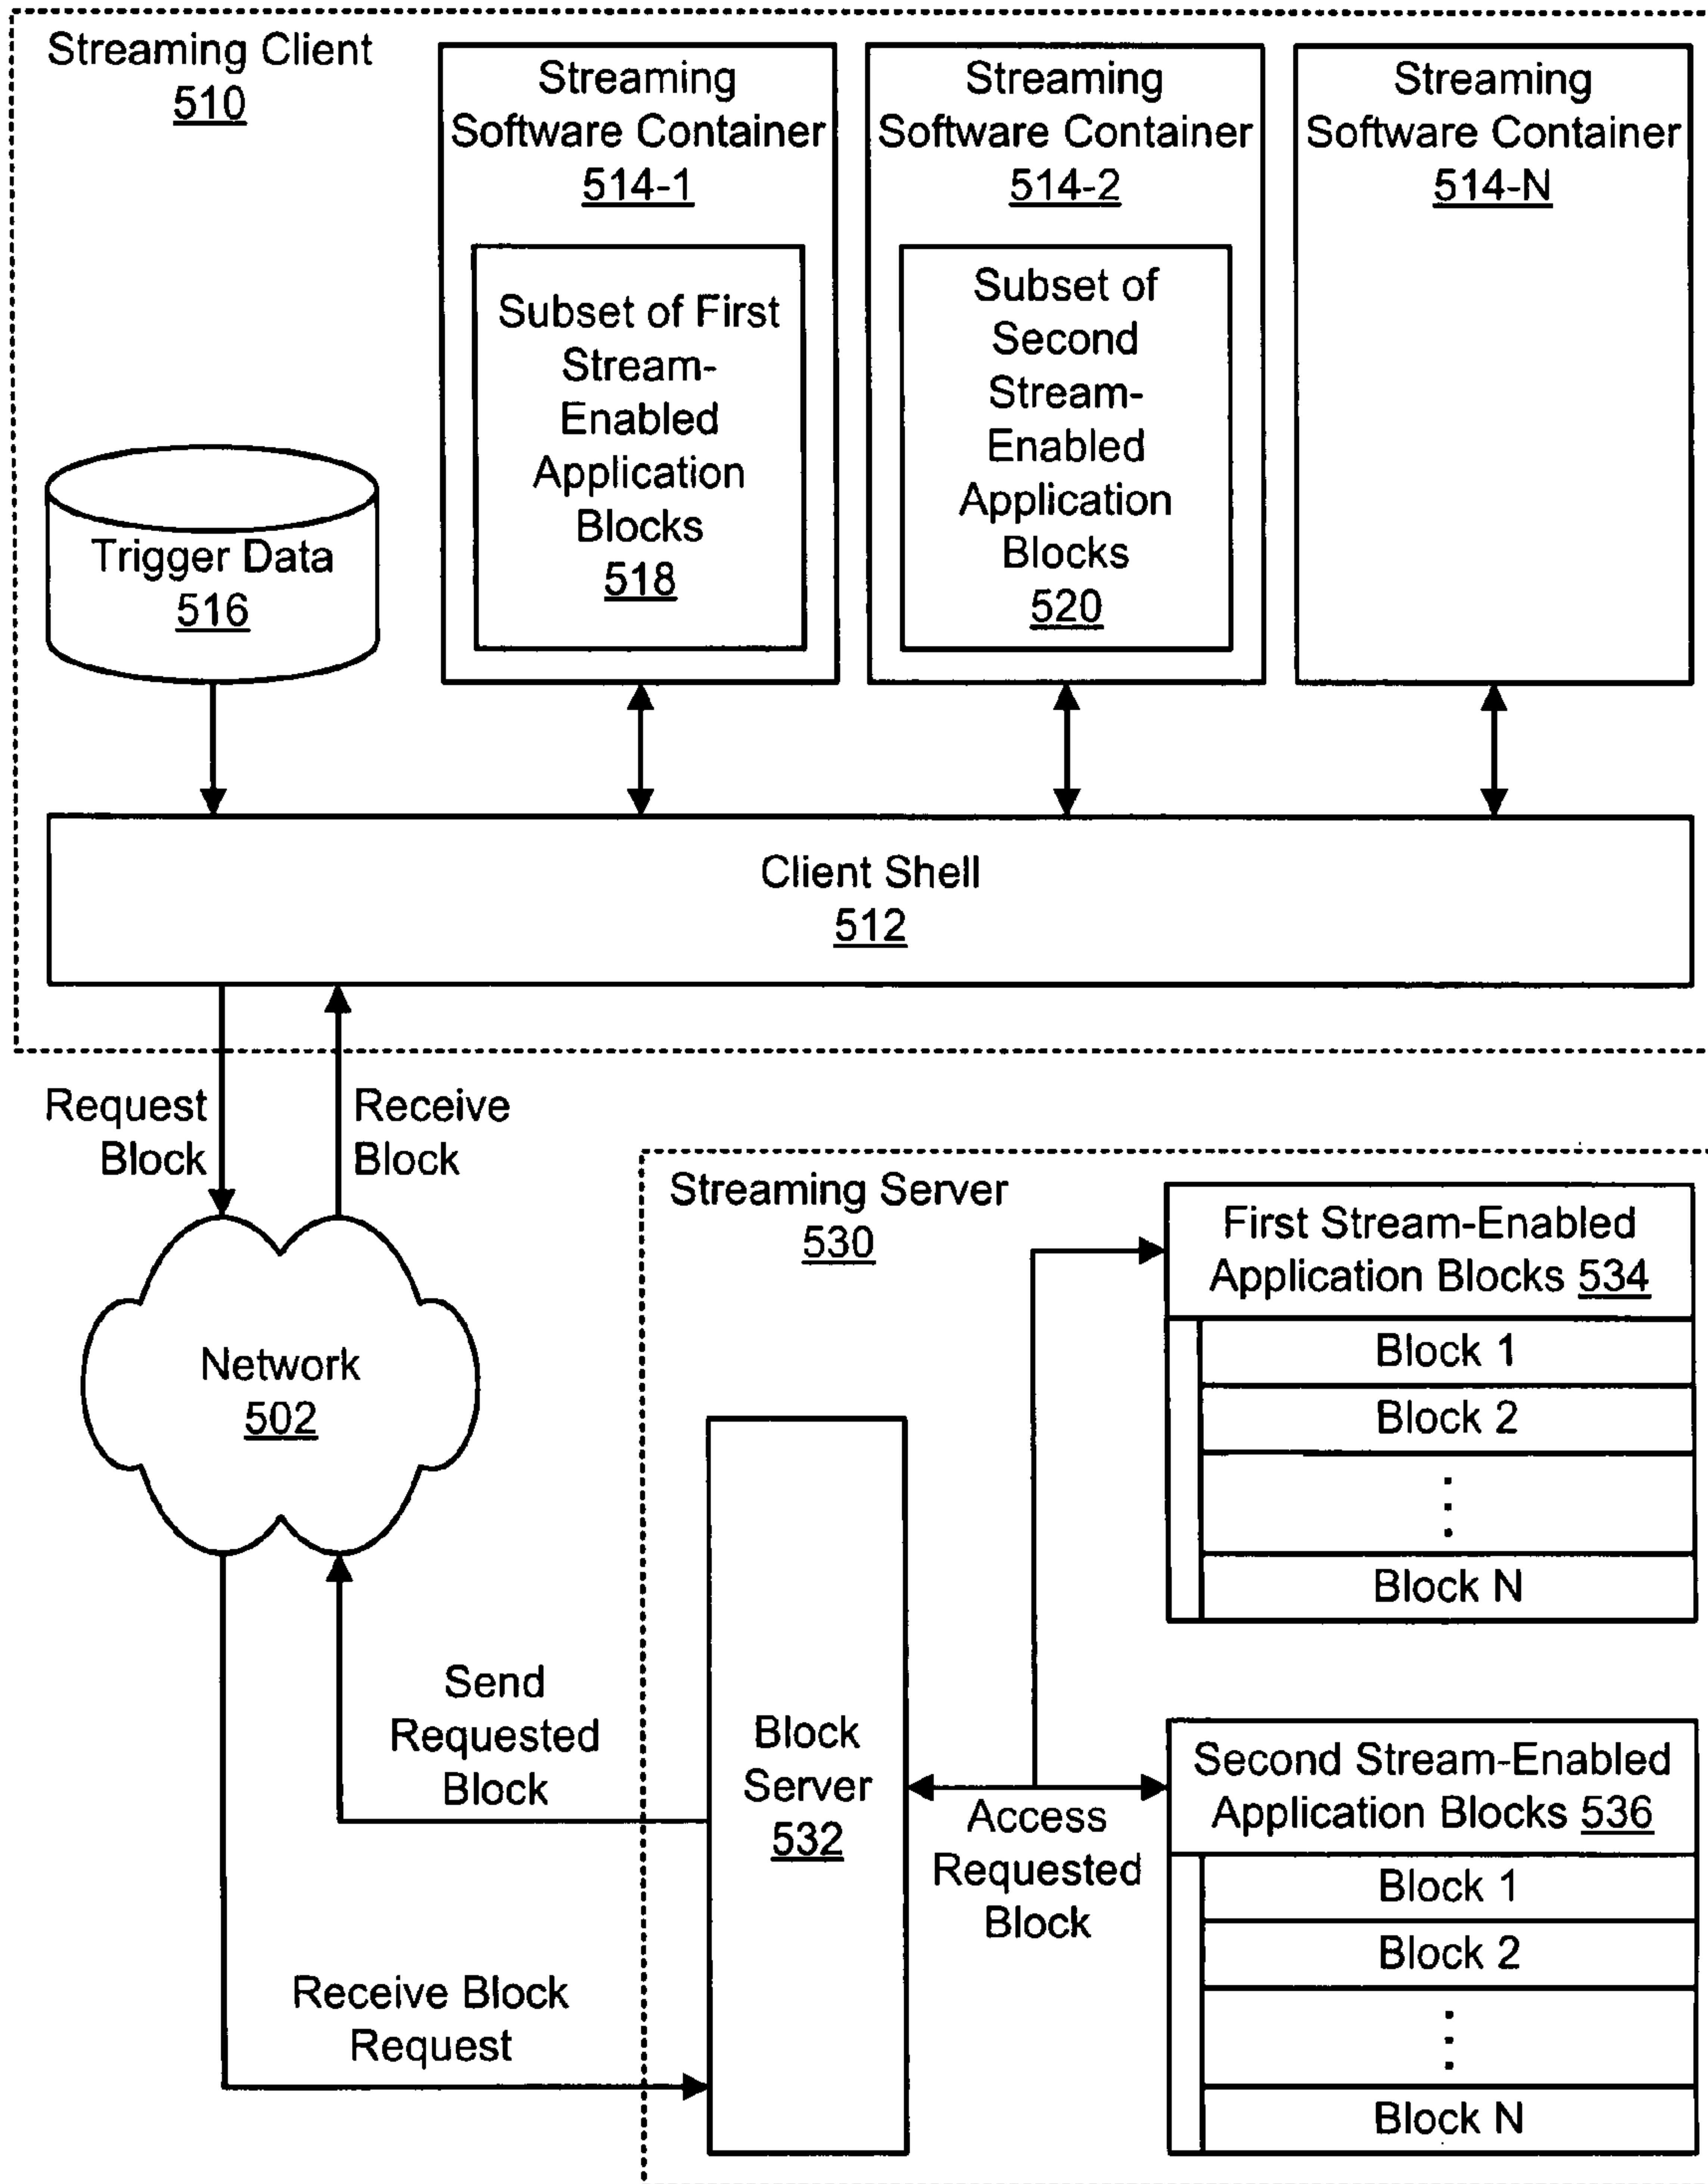 Streaming Client
510
Streaming
Software Container
514-1
Subset of First
Stream-
Enabled
Application
Blocks
518
Streaming
Software Container
514-2
Subset of
Second
Stream-
Enabled
Application
Blocks
520
Streaming
Software Container
514-N
Trigger Data
516
Client Shell
512
Request
Block
Receive
Block
Network
502
Streaming Server
530
First Stream-Enabled
Application Blocks 534
Block 1
Block 2
Block N
Send
Requested
Block
Block
Server
532
Access
Requested
Block
Second Stream-Enabled
Application Blocks 536
Block 1
Block 2
Block N
Receive Block
Request